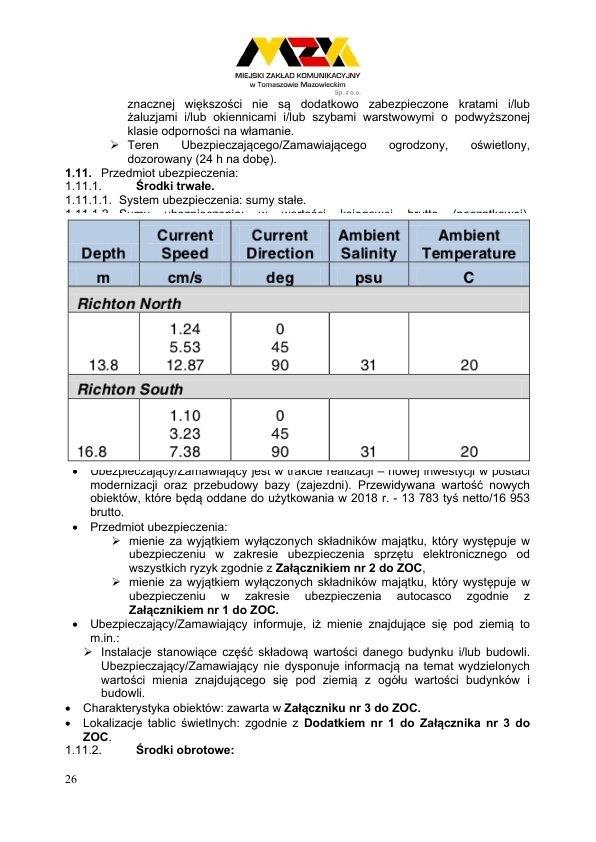 MIEJSKI ZAKŁAD KOMUNIKACYJNY
w Tomaszowie Mazowieckim
Sp. z o.o.
znacznej większości nie są dodatkowo zabezpieczone kratami i/lub
żaluzjami i/lub okiennicami i/lub szybami warstwowymi o podwyższonej
klasie odporności na włamanie.
➢ Teren Ubezpieczającego/Zamawiającego ogrodzony, oświetlony,
dozorowany (24 h na dobę).
1.11. Przedmiot ubezpieczenia:
1.11.1. Środki trwałe.
1.11.1.1. System ubezpieczenia: sumy stałe.
1.11.1.2. Sumy ubezpieczenia: w wartości księgowej brutto (początkowej).
Depth Current Speed Current Direction Ambient Salinity Ambient Temperature
m cm/s deg psu C
Richton North
1.24 0
5.53 45
13.8 12.87 90 31 20
Richton South
1.10 0
3.23 45
16.8 7.38 90 31 20
• Ubezpieczający/Zamawiający jest w trakcie realizacji – nowej inwestycji w postaci
modernizacji oraz przebudowy bazy (zajezdni). Przewidywana wartość nowych
obiektów, które będą oddane do użytkowania w 2018 r. - 13 783 tyś netto/16 953
brutto.
• Przedmiot ubezpieczenia:
➢ mienie za wyjątkiem wyłączonych składników majątku, który występuje w
ubezpieczeniu w zakresie ubezpieczenia sprzętu elektronicznego od
wszystkich ryzyk zgodnie z Załącznikiem nr 2 do ZOC,
➢ mienie za wyjątkiem wyłączonych składników majątku, który występuje w
ubezpieczeniu w zakresie ubezpieczenia autocasco zgodnie z
Załącznikiem nr 1 do ZOC.
• Ubezpieczający/Zamawiający informuje, iż mienie znajdujące się pod ziemią to
m.in.:
➢ Instalacje stanowiące część składową wartości danego budynku i/lub budowli.
Ubezpieczający/Zamawiający nie dysponuje informacją na temat wydzielonych
wartości mienia znajdującego się pod ziemią z ogółu wartości budynków i
budowli.
• Charakterystyka obiektów: zawarta w Załączniku nr 3 do ZOC.
• Lokalizacje tablic świetlnych: zgodnie z Dodatkiem nr 1 do Załącznika nr 3 do
ZOC.
1.11.2. Środki obrotowe:
26